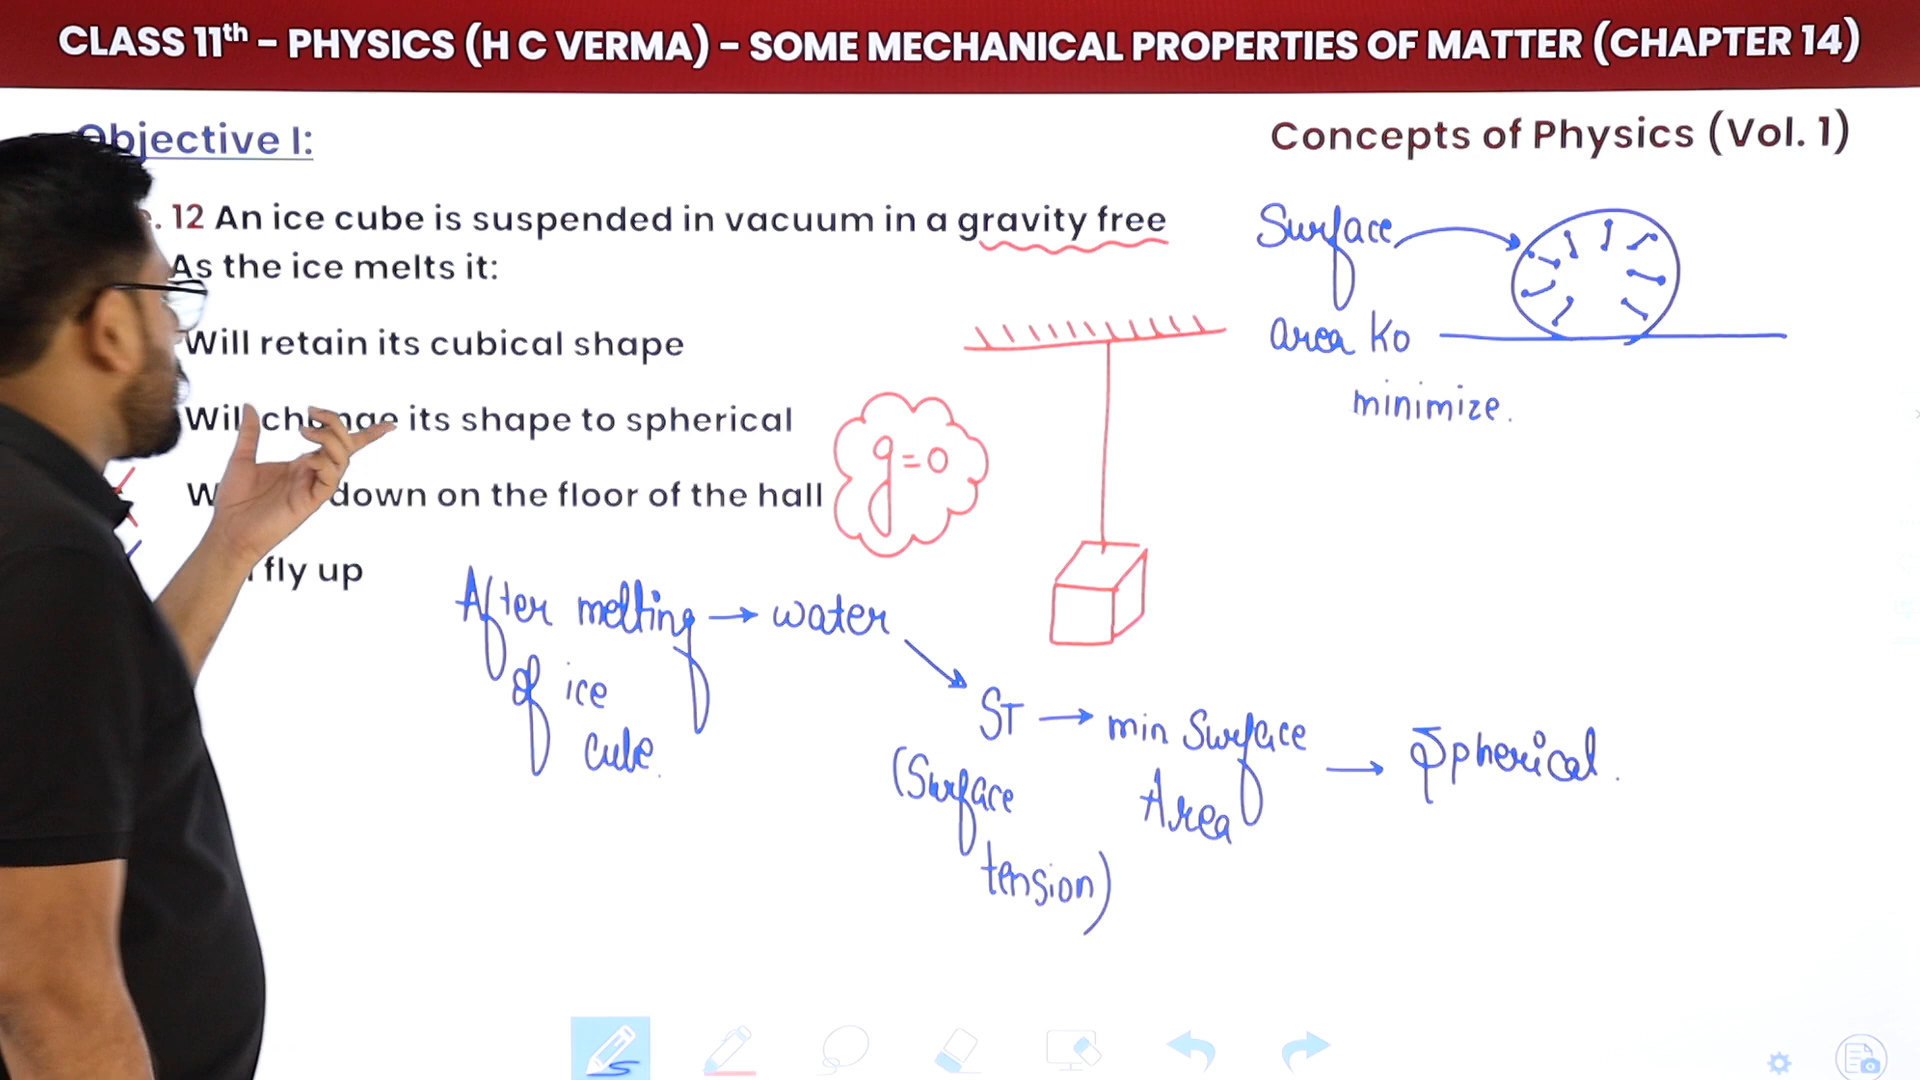 CLASS 11th - PHYSICS (H C VERMA) - SOME MECHANICAL PROPERTIES OF MATTER (CHAPTER 14)
Objective I:
Concepts of Physics (Vol. 1)
. 12 An ice cube is suspended in vacuum in a gravity free
As the ice melts it:
Will retain its cubical shape
Will change its shape to spherical
down on the floor of the hall
fly up
g = 0
Surface
area ko
minimize.
After melting → water
of ice
cube.
ST → min Surface
Area → Spherical.
(Surface
tension)